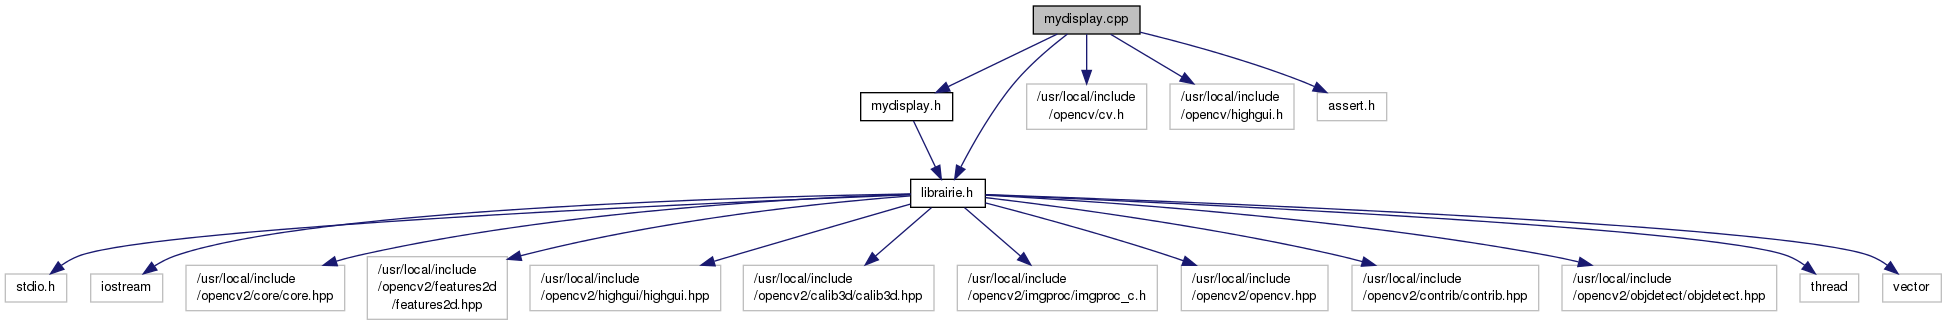 mydisplay.cpp
mydisplay.h
/usr/local/include
/opencv/cv.h
/usr/local/include
/opencv/highgui.h
assert.h
librairie.h
stdio.h
iostream
/usr/local/include
/opencv2/core/core.hpp
/usr/local/include
/opencv2/features2d
/features2d.hpp
/usr/local/include
/opencv2/highgui/highgui.hpp
/usr/local/include
/opencv2/calib3d/calib3d.hpp
/usr/local/include
/opencv2/imgproc/imgproc_c.h
/usr/local/include
/opencv2/opencv.hpp
/usr/local/include
/opencv2/contrib/contrib.hpp
/usr/local/include
/opencv2/objdetect/objdetect.hpp
thread
vector